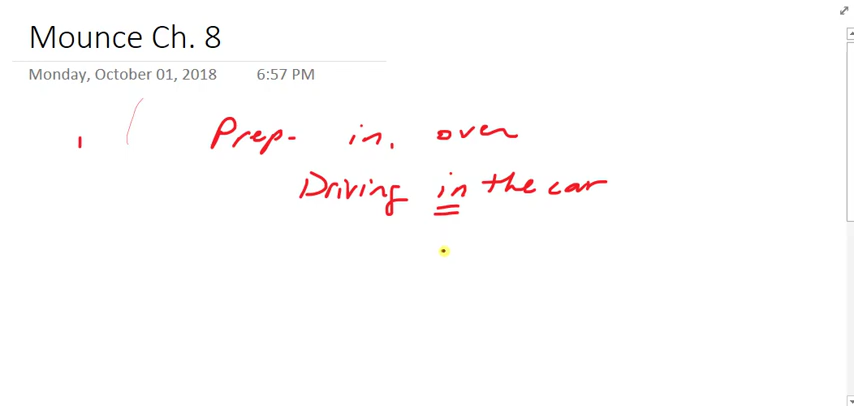 Mounce Ch. 8
Monday, October 01, 2018 6:57 PM
Prep- in, over
Driving in the car